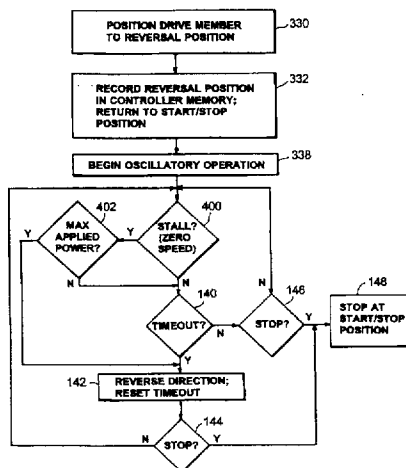 POSITION DRIVE MEMBER
TO REVERSAL POSITION
330
RECORD REVERSAL POSITION
IN CONTROLLER MEMORY;
RETURN TO START/STOP
POSITION
332
BEGIN OSCILLATORY OPERATION
338
402
MAX
APPLIED
POWER?
Y
N
Y
400
STALL?
(ZERO
SPEED)
N
140
TIMEOUT?
N
Y
146
STOP?
N
Y
148
STOP AT
START/STOP
POSITION
142
REVERSE DIRECTION;
RESET TIMEOUT
144
N
STOP?
Y